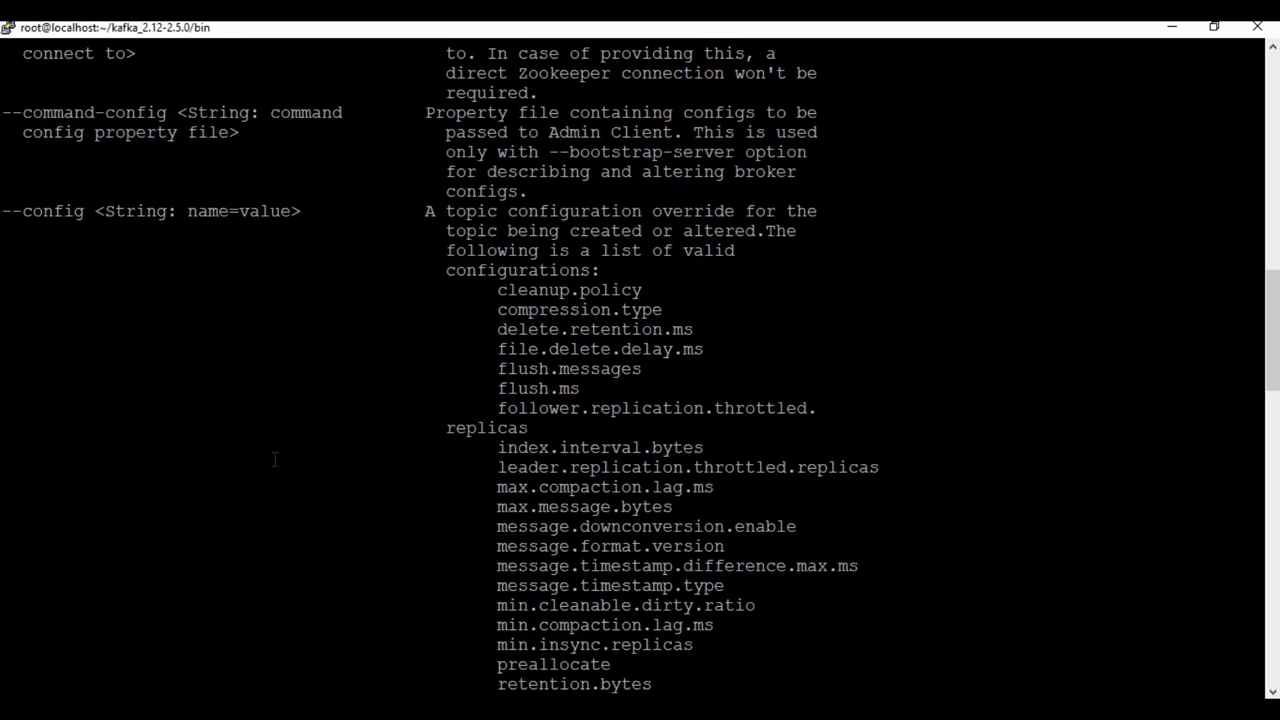 root@localhost:~/kafka_2.12-2.5.0/bin
connect to> to. In case of providing this, a
direct Zookeeper connection won't be
required.
--command-config <String: command Property file containing configs to be
config property file> passed to Admin Client. This is used
only with --bootstrap-server option
for describing and altering broker
configs.
--config <String: name=value> A topic configuration override for the
topic being created or altered.The
following is a list of valid
configurations:
cleanup.policy
compression.type
delete.retention.ms
file.delete.delay.ms
flush.messages
flush.ms
follower.replication.throttled.
replicas
index.interval.bytes
leader.replication.throttled.replicas
max.compaction.lag.ms
max.message.bytes
message.downconversion.enable
message.format.version
message.timestamp.difference.max.ms
message.timestamp.type
min.cleanable.dirty.ratio
min.compaction.lag.ms
min.insync.replicas
preallocate
retention.bytes